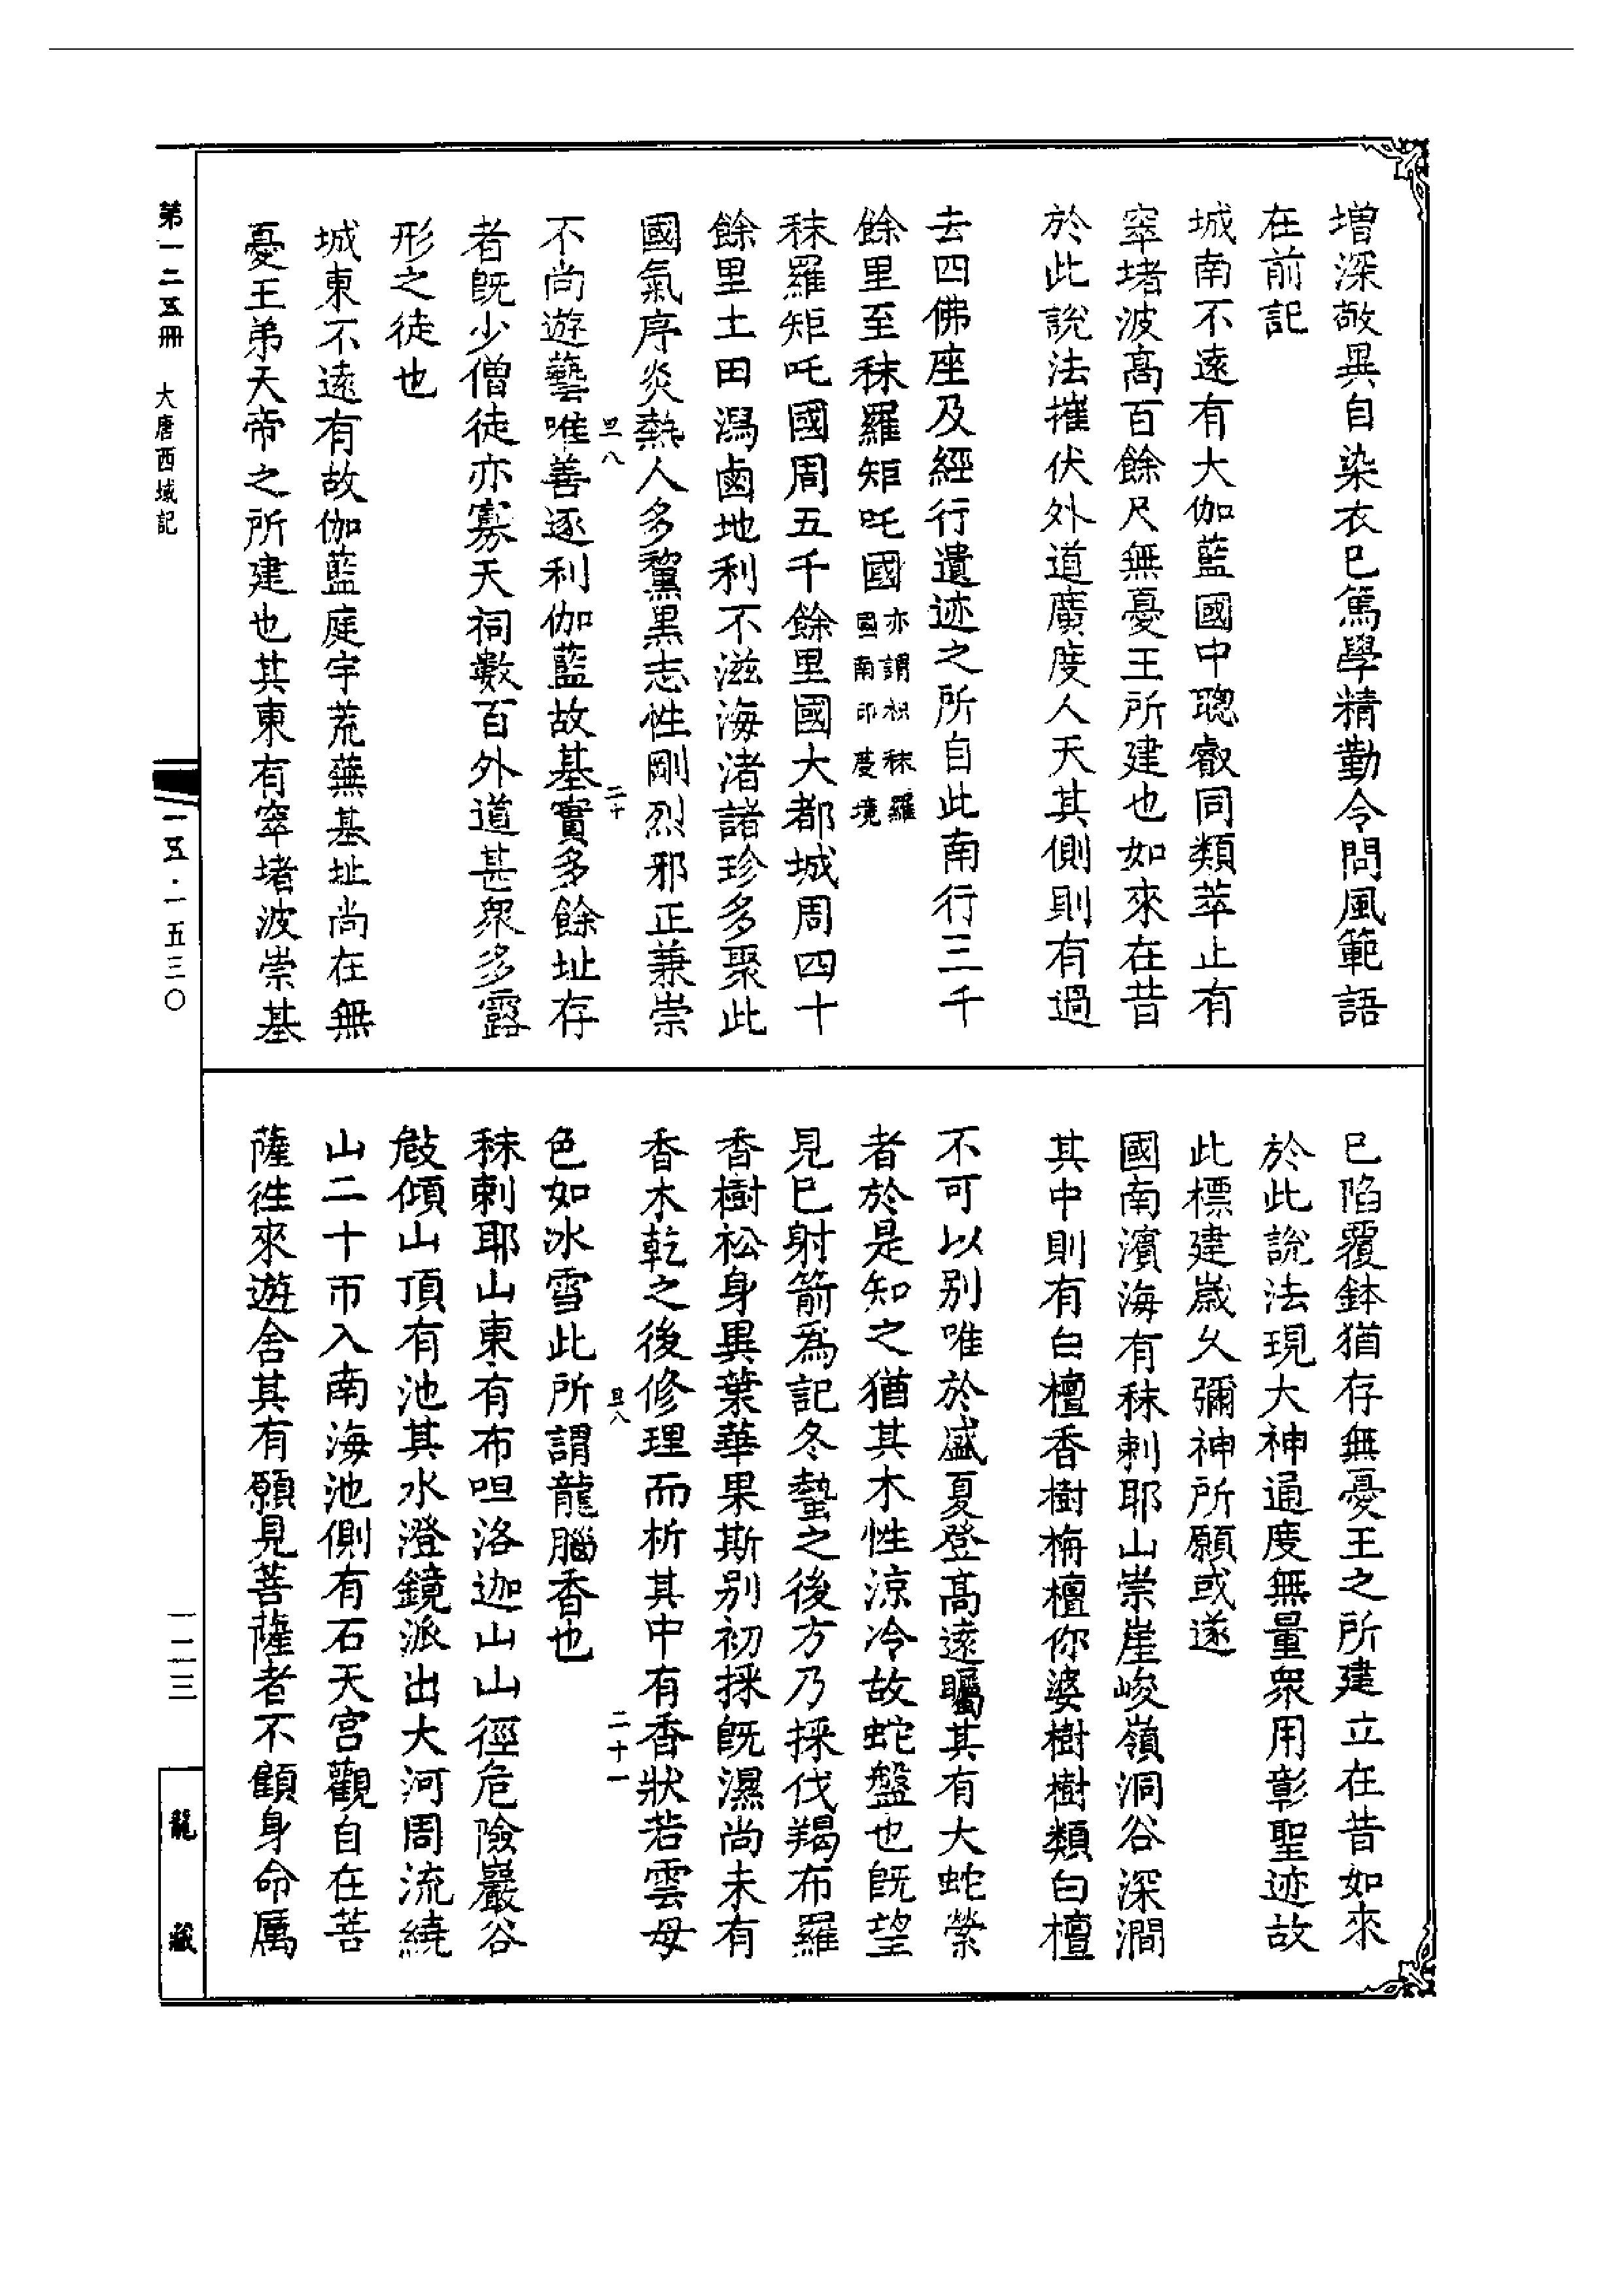 增深敬異自染衣巳篤學精勤令問風範語
在前記
城南不遠有大伽藍國中聰叡同類萃止有
窣堵波髙百餘尺無憂王所建也如來在昔
於此說法摧伏外道廣度人天其側則有過
去四佛座及經行遺迹之所自此南行三千
餘里至秣羅矩吒國亦謂枳秣羅國南印度境
秣羅矩吒國周五千餘里國大都城周四十
餘里土田潟鹵地利不滋海渚諸珍多聚此
國氣序炎熱人多黧黑志性剛烈邪正兼崇
旦八
二十
不尚遊藝唯善逐利伽藍故基實多餘址存
者旣少僧徒亦寡天祠數百外道甚衆多露
形之徒也
城東不遠有故伽藍庭宇荒蕪基址尚在無
憂王弟大帝之所建也其東有窣堵波崇基
巳陷覆鉢猶存無憂王之所建立在昔如來
於此說法現大神通度無量衆用彰聖迹故
此標建歲乆彌神所願或遂
國南濱海有秣剌耶山崇崖峻嶺洞谷深澗
其中則有白檀香樹栴檀你婆樹樹類白檀
不可以别唯於盛夏登髙遠矚其有大蛇縈
者於是知之猶其木性涼冷故蛇盤也旣望
見巳射箭爲記冬蟄之後方乃採伐羯布羅
香樹松身異葉華果斯别初採旣濕尚未有
香木乾之後修理而析其中有香狀若雲母
旦八
二十一
色如冰雪此所謂龍腦香也
秣剌耶山東有布呾洛迦山山徑危險巖谷
攲傾山頂有池其水澄鏡派出大河周流繞
山二十帀入南海池側有石天宮觀自在菩
薩徃來遊舍其有願見菩薩者不顧身命厲
第一二五冊
大唐西域記
一五·一五三〇
一二三
龍藏